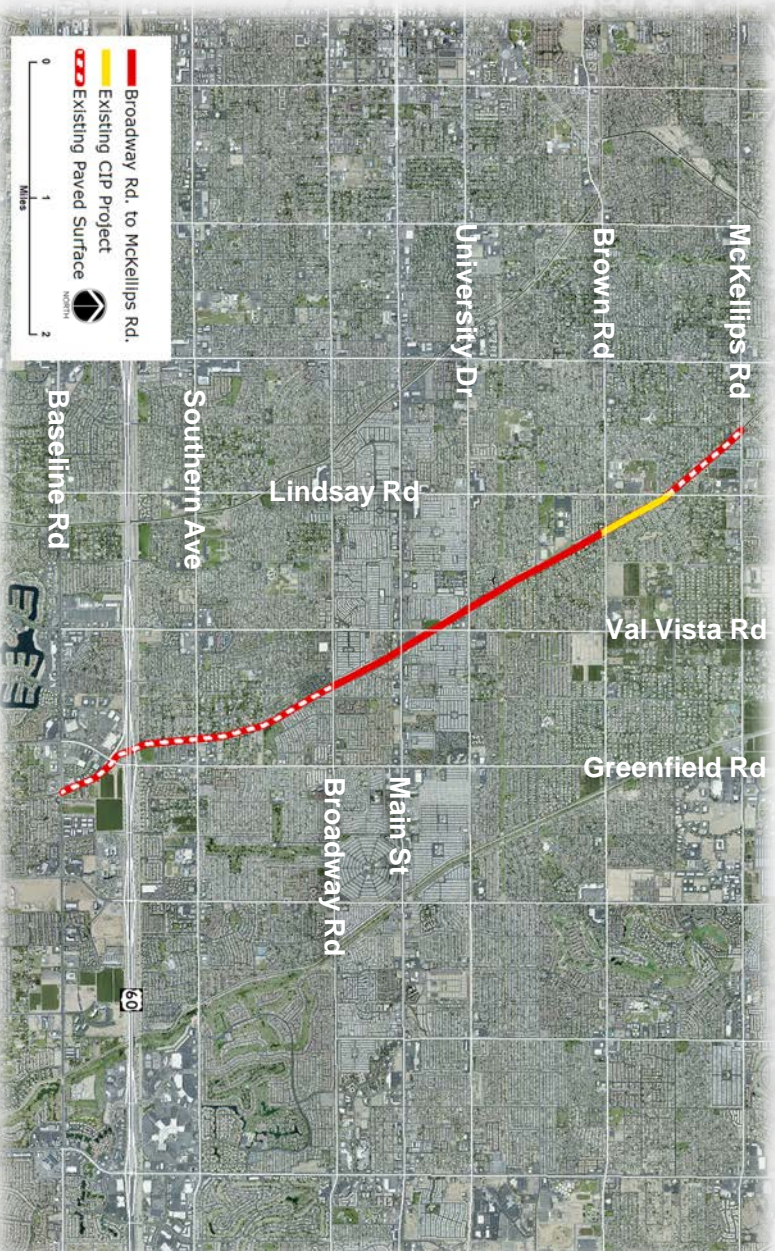 Broadway Rd. to McKellips Rd.
Existing CIP Project
Existing Paved Surface
NORTH
0 1 2
Miles
McKellips Rd
Brown Rd
University Dr
Lindsay Rd
Southern Ave
Baseline Rd
Val Vista Rd
Greenfield Rd
Main St
Broadway Rd
60